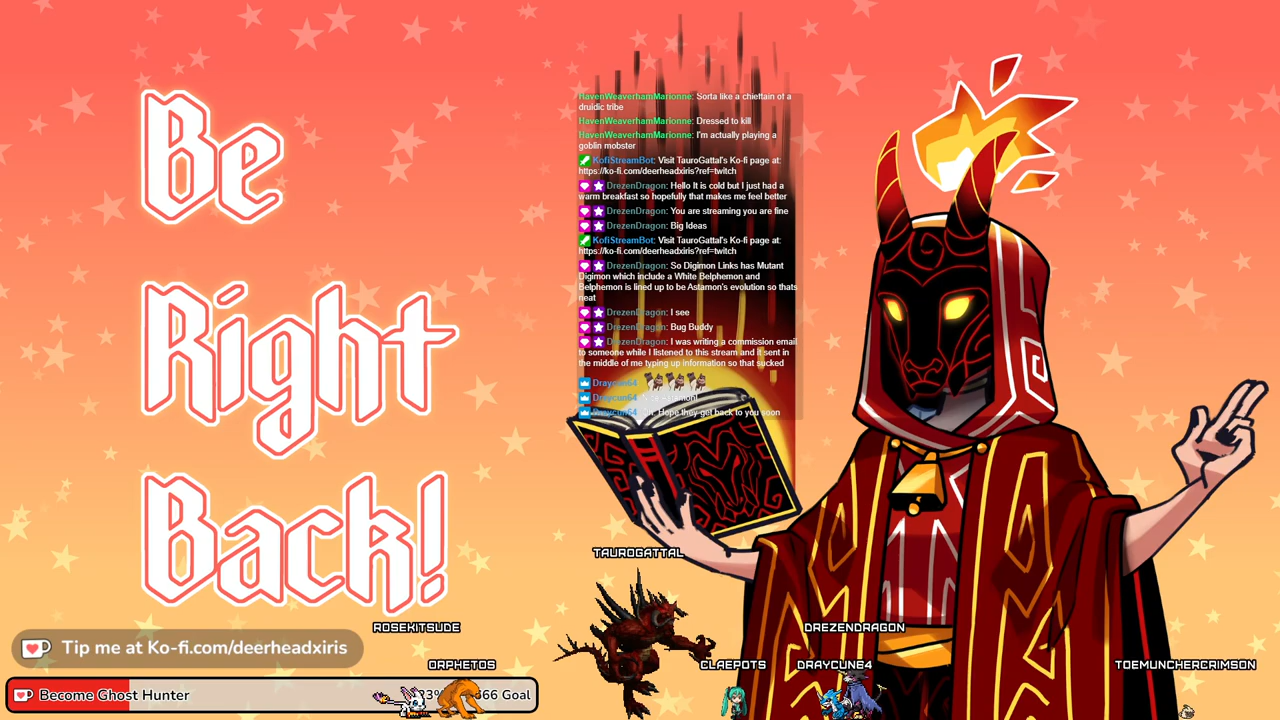 Be
Right
Back!
HavenWeaverhamMarionne: Sorta like a chieftain of a
druidic tribe
HavenWeaverhamMarionne: Dressed to kill
HavenWeaverhamMarionne: I'm actually playing a
goblin mobster
KofiStreamBot: Visit TauroGattal's Ko-fi page at:
https://ko-fi.com/deerheadxiris?ref=twitch
DrezenDragon: Hello It is cold but I just had a
warm breakfast so hopefully that makes me feel better
DrezenDragon: You are streaming you are fine
DrezenDragon: Big Ideas
KofiStreamBot: Visit TauroGattal's Ko-fi page at:
https://ko-fi.com/deerheadxiris?ref=twitch
DrezenDragon: So Digimon Links has Mutant
Digimon which include a White Belphemon and
Belphemon is lined up to be Astamon's evolution so thats
neat
DrezenDragon: I see
DrezenDragon: Bug Buddy
DrezenDragon: I was writing a commission email
to someone while I listened to this stream and it sent in
the middle of me typing up information so that sucked
Draycun64
Draycun64
Draycun64 Hope they get back to you soon
TAUROGATTAL
ROSEKITSUDE
DREZENDRAGON
ORPHETOS
CLAEPOTS
DRAYCUN64
TOEMUNCHERCRIMSON
Tip me at Ko-fi.com/deerheadxiris
Become Ghost Hunter
Goal